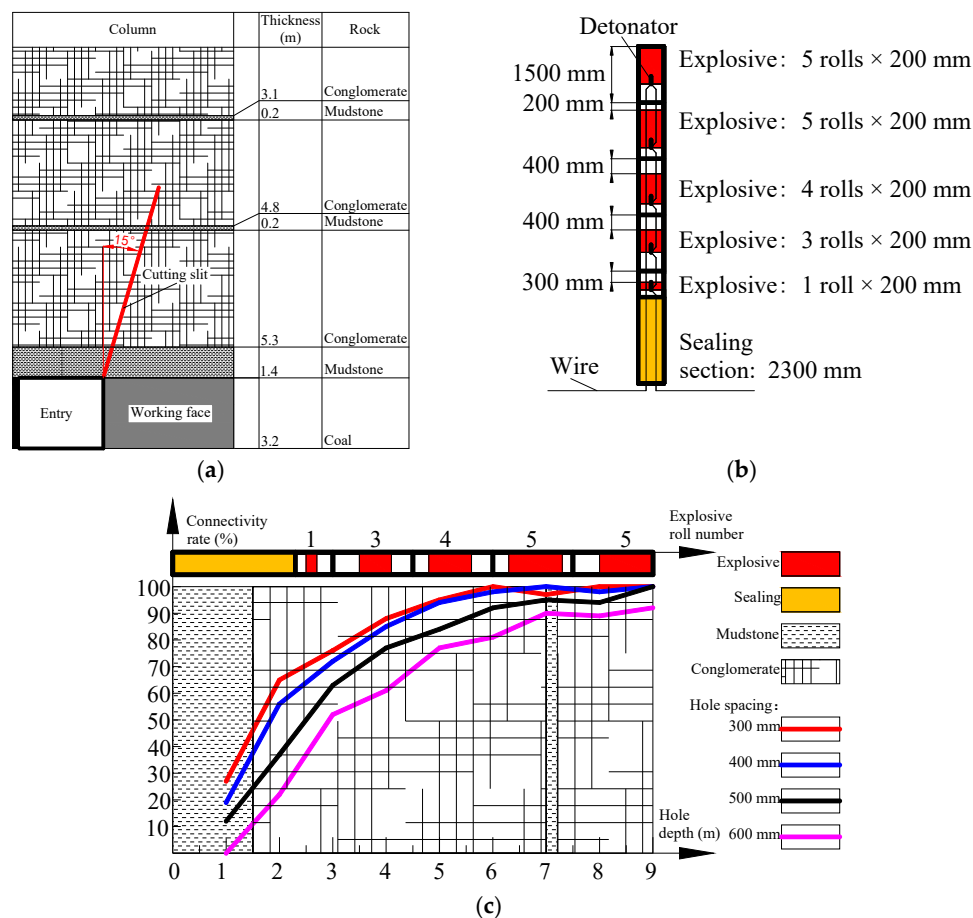 Column
Thickness
(m)
Rock
3.1
Conglomerate
0.2
Mudstone
4.8
Conglomerate
0.2
Mudstone
15°
Cutting slit
5.3
Conglomerate
1.4
Mudstone
Entry
Working face
3.2
Coal
(a)
Detonator
1500 mm
200 mm
400 mm
400 mm
300 mm
Explosive: 5 rolls × 200 mm
Explosive: 5 rolls × 200 mm
Explosive: 4 rolls × 200 mm
Explosive: 3 rolls × 200 mm
Explosive: 1 roll × 200 mm
Sealing
section: 2300 mm
Wire
(b)
Connectivity
rate (%)
1 3 4 5 5
Explosive
roll number
100
90
80
70
60
50
40
30
20
10
0 1 2 3 4 5 6 7 8 9
Hole
depth (m)
Explosive
Sealing
Mudstone
Conglomerate
Hole spacing:
300 mm
400 mm
500 mm
600 mm
(c)